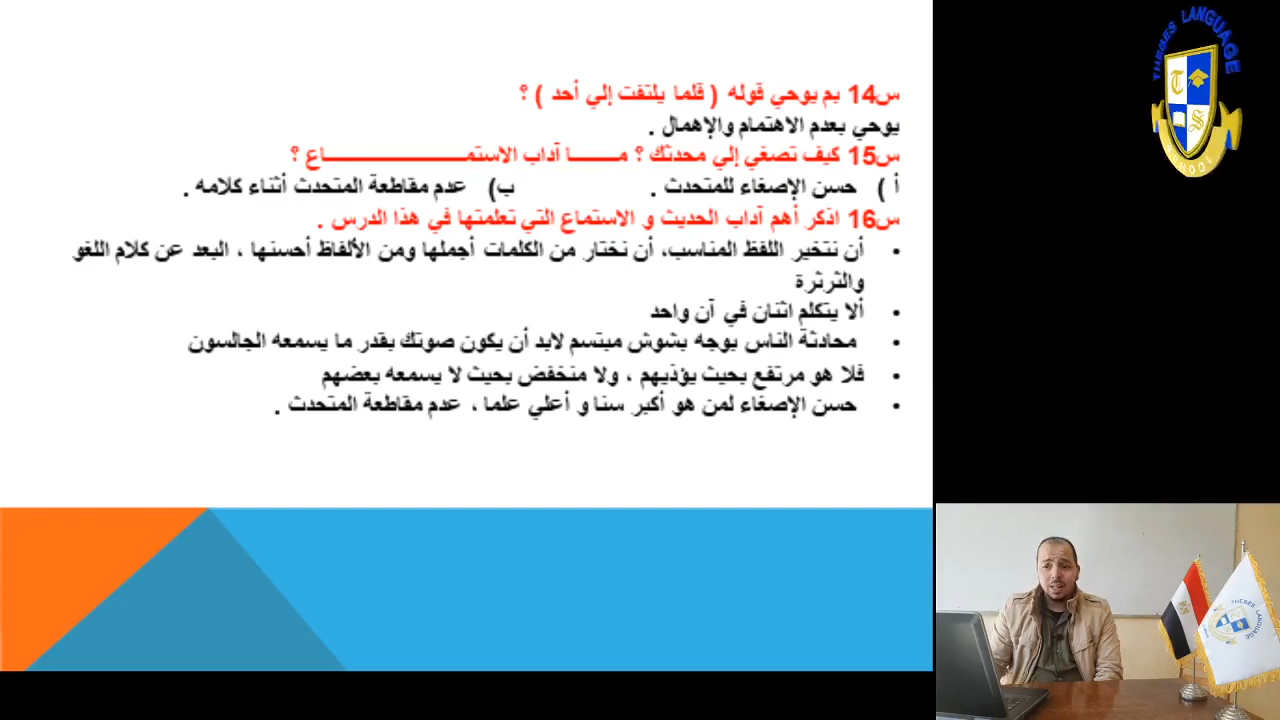 س14 بم يوحي قوله ( قلما يلتفت إلي أحد ) ؟
يوحي بعدم الاهتمام والإهمال .
س15 كيف تصغي إلي محدثك ؟ مــــــا آداب الاستمــــــــــــــــــــــاع ؟
أ ) حسن الإصغاء للمتحدث . ب) عدم مقاطعة المتحدث أثناء كلامه .
س16 اذكر أهم آداب الحديث و الاستماع التي تعلمتها في هذا الدرس .
• أن نتخير اللفظ المناسب، أن نختار من الكلمات أجملها ومن الألفاظ أحسنها ، البعد عن كلام اللغو
والثرثرة
• ألا يتكلم اثنان في آن واحد
• محادثة الناس بوجه بشوش مبتسم لابد أن يكون صوتك بقدر ما يسمعه الجالسون
• فلا هو مرتفع بحيث يؤذيهم ، ولا منخفض بحيث لا يسمعه بعضهم
• حسن الإصغاء لمن هو أكبر سنا و أعلي علما ، عدم مقاطعة المتحدث .
THEBES LANGUAGE
T
S
SCHOOL
THEBES LANGUAGE